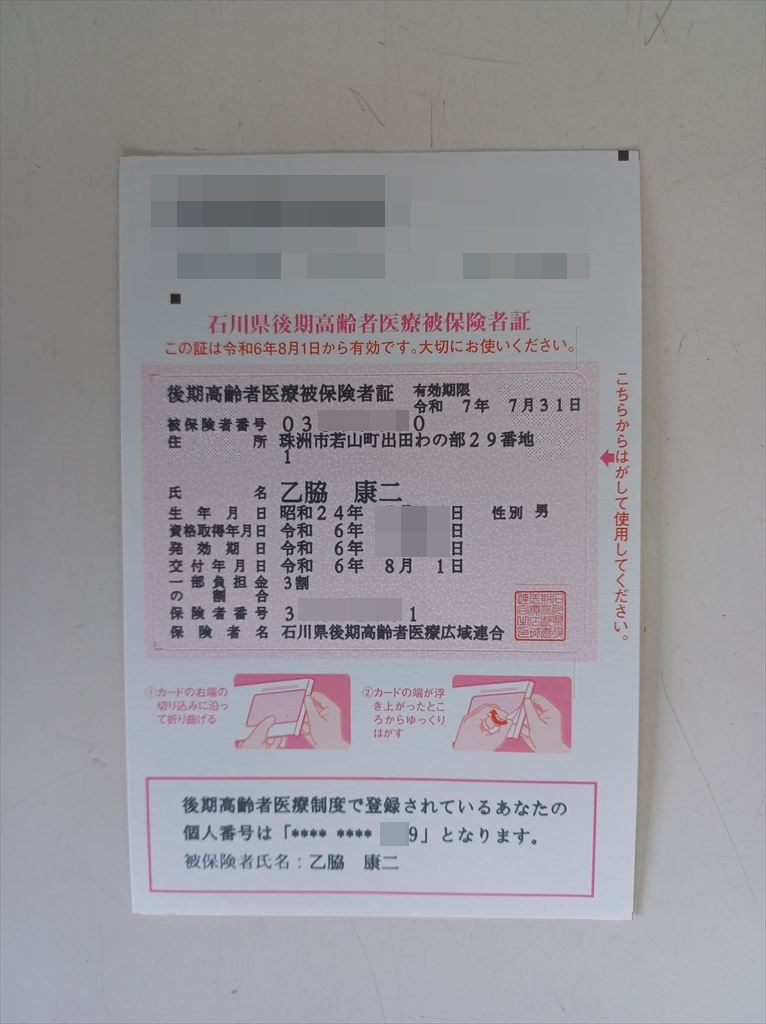 石川県後期高齢者医療被保険者証
この証は令和6年8月1日から有効です。大切にお使いください。
後期高齢者医療被保険者証 有効期限
令和 7年 7月31日
被保険者番号 03 0
住所 珠洲市若山町出田わの部29番地
1
氏名 乙脇 康二
生年月日 昭和24年 日 性別 男
資格取得年月日 令和 6年 日
発効期日 令和 6年 日
交付年月日 令和 6年 8月 1日
一部負担金 3割
の割合
保険者番号 3 1
保険者名 石川県後期高齢者医療広域連合
こちらからはがして使用してください。
①カードの右端の
切り込みに沿っ
て折り曲げる
②カードの端が浮
き上がったとこ
ろからゆっくり
はがす
後期高齢者医療制度で登録されているあなたの
個人番号は「**** **** 9」となります。
被保険者氏名：乙脇 康二